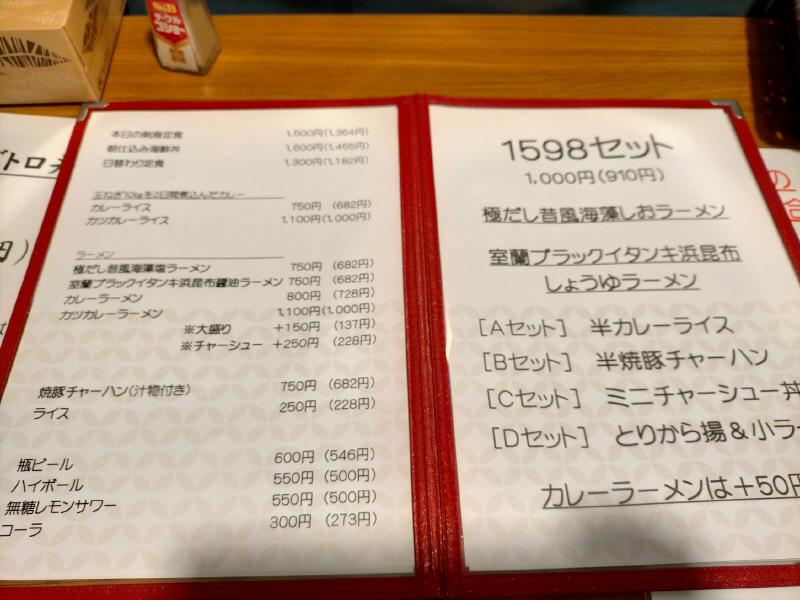 S&B
テーブル
コショー
本日の刺身定食 1,500円(1,364円)
朝仕込み海鮮丼 1,600円(1,455円)
日替わり定食 1,300円(1,182円)
玉ねぎ10kgを2日間煮込んだカレー
カレーライス 750円 (682円)
カツカレーライス 1,100円(1,000円)
ラーメン
極だし昔風海藻塩ラーメン 750円 (682円)
室蘭ブラックイタンキ浜昆布醤油ラーメン 750円 (682円)
カレーラーメン 800円 (728円)
カツカレーラーメン 1,100円(1,000円)
※大盛り +150円 (137円)
※チャーシュー +250円 (228円)
焼豚チャーハン(汁物付き) 750円 (682円)
ライス 250円 (228円)
瓶ビール 600円 (546円)
ハイボール 550円 (500円)
無糖レモンサワー 550円 (500円)
コーラ 300円 (273円)
1598セット
1,000円(910円)
極だし昔風海藻しおラーメン
室蘭ブラックイタンキ浜昆布
しょうゆラーメン
[Aセット] 半カレーライス
[Bセット] 半焼豚チャーハン
[Cセット] ミニチャーシュー丼
[Dセット] とりから揚&小ラー
カレーラーメンは+50円